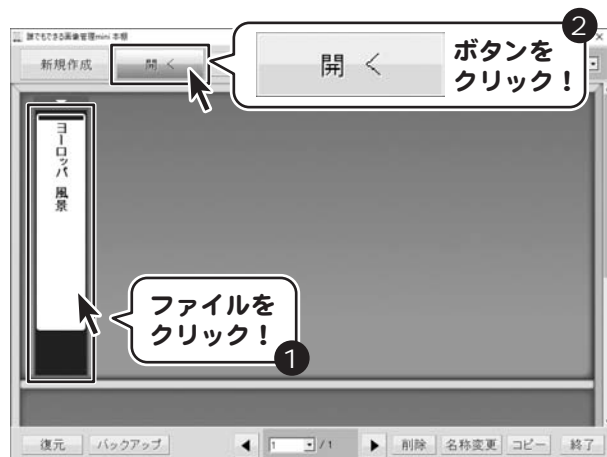 誰でもできる画像管理mini 本棚
新規作成
開く
開く
ボタンを
クリック！
2
ヨーロッパ 風景
ファイルを
クリック！
1
復元
バックアップ
1
/1
削除
名称変更
コピー
終了